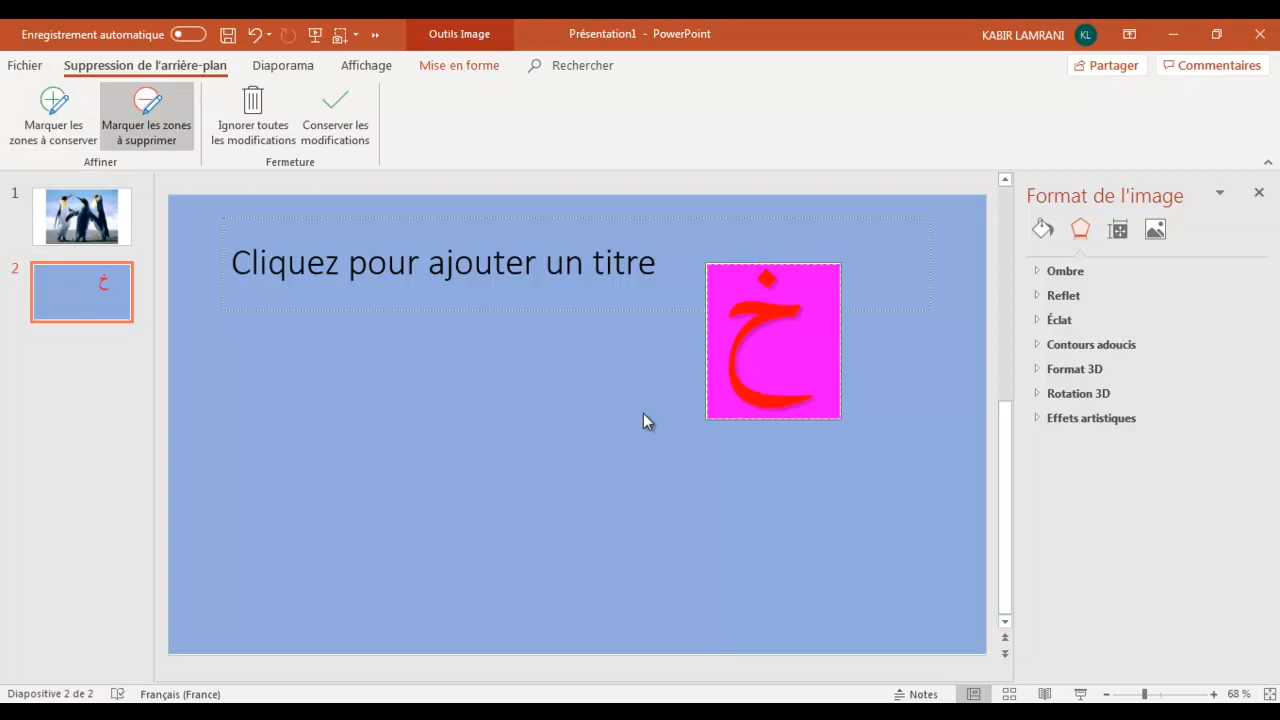 Enregistrement automatique
Outils Image
Présentation1 - PowerPoint
KABIR LAMRANI KL
Fichier Suppression de l'arrière-plan Diaporama Affichage Mise en forme Rechercher Partager Commentaires
Marquer les zones à conserver
Marquer les zones à supprimer
Ignorer toutes les modifications
Conserver les modifications
Affiner Fermeture
1
2
خ
Cliquez pour ajouter un titre
خ
Format de l'image
Ombre
Reflet
Éclat
Contours adoucis
Format 3D
Rotation 3D
Effets artistiques
Diapositive 2 de 2 Français (France) Notes 68 %